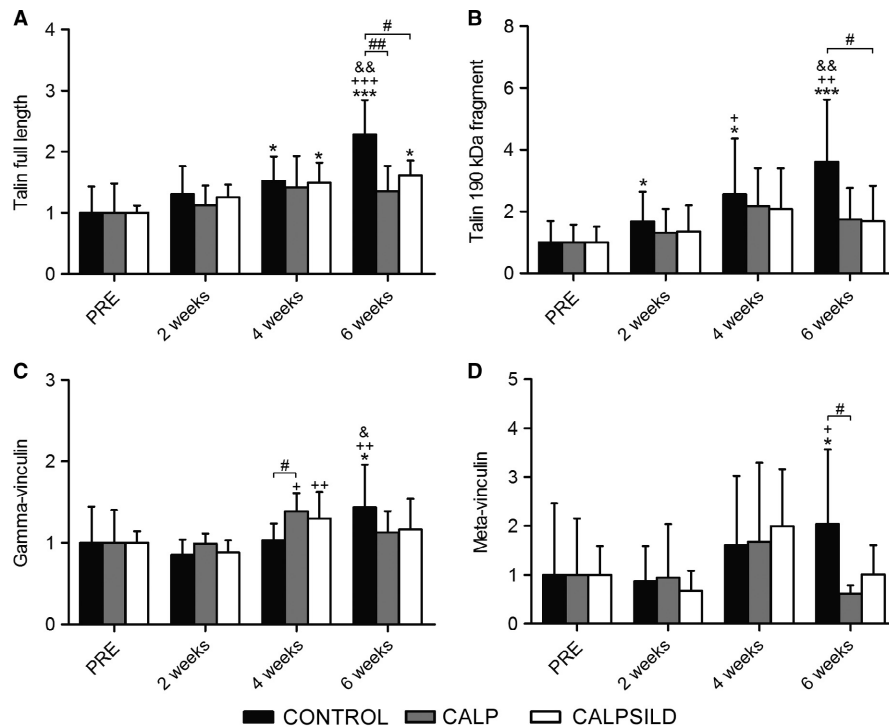 A
Talin full length
4
3
2
1
0
#
##
&&
+++
***
*
*
*
PRE
2 weeks
4 weeks
6 weeks
B
Talin 190 kDa fragment
8
6
4
2
0
#
&&
++
***
+
*
*
PRE
2 weeks
4 weeks
6 weeks
C
Gamma-vinculin
3
2
1
0
&
++
*
#
+
++
PRE
2 weeks
4 weeks
6 weeks
D
Meta-vinculin
5
4
3
2
1
0
#
+
*
PRE
2 weeks
4 weeks
6 weeks
CONTROL CALP CALPSILD